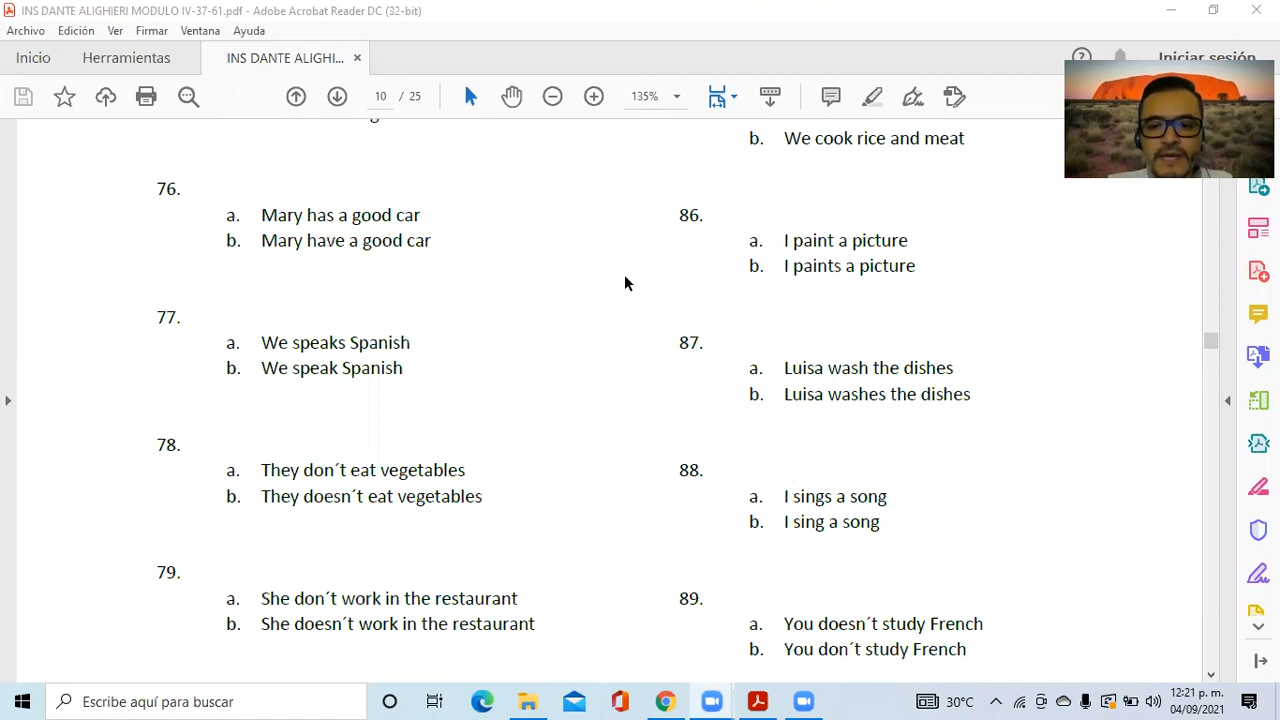 INS DANTE ALIGHIERI MODULO IV-37-61.pdf - Adobe Acrobat Reader DC (32-bit)
Archivo Edición Ver Firmar Ventana Ayuda
Inicio Herramientas INS DANTE ALIGHI... × Iniciar sesión
10 / 25 135%
76.
a. Mary has a good car
b. Mary have a good car
77.
a. We speaks Spanish
b. We speak Spanish
78.
a. They don´t eat vegetables
b. They doesn´t eat vegetables
79.
a. She don´t work in the restaurant
b. She doesn´t work in the restaurant
b. We cook rice and meat
86.
a. I paint a picture
b. I paints a picture
87.
a. Luisa wash the dishes
b. Luisa washes the dishes
88.
a. I sings a song
b. I sing a song
89.
a. You doesn´t study French
b. You don´t study French
Escribe aquí para buscar
30°C
12:21 p. m.
04/09/2021